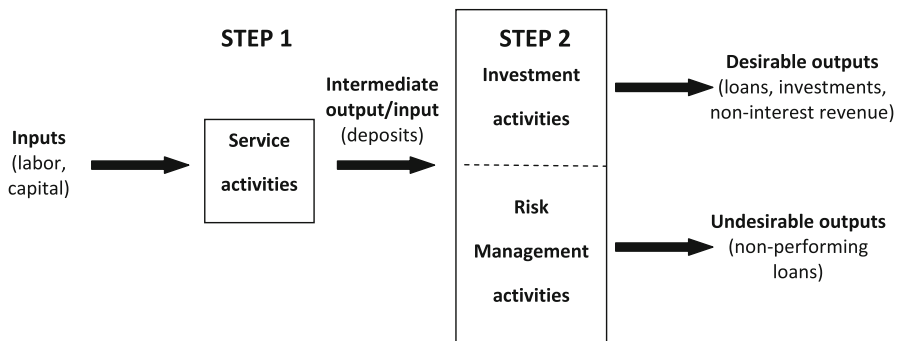 STEP 1
STEP 2
Inputs
(labor,
capital)
Service
activities
Intermediate
output/input
(deposits)
Investment
activities
Risk
Management
activities
Desirable outputs
(loans, investments,
non-interest revenue)
Undesirable outputs
(non-performing
loans)